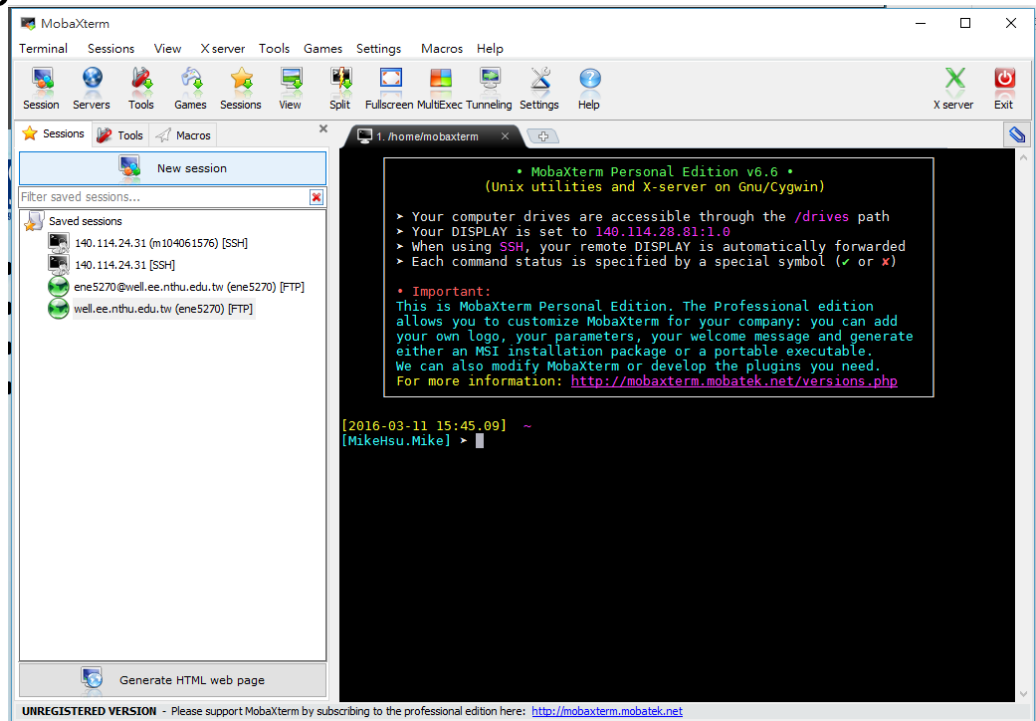 MobaXterm
Terminal Sessions View X server Tools Games Settings Macros Help
Session Servers Tools Games Sessions View Split Fullscreen MultiExec Tunneling Settings Help X server Exit
Sessions Tools Macros
1. /home/mobaxterm
New session
Filter saved sessions...
Saved sessions
140.114.24.31 (m104061576) [SSH]
140.114.24.31 [SSH]
ene5270@well.ee.nthu.edu.tw (ene5270) [FTP]
well.ee.nthu.edu.tw (ene5270) [FTP]
• MobaXterm Personal Edition v6.6 •
(Unix utilities and X-server on Gnu/Cygwin)
➤ Your computer drives are accessible through the /drives path
➤ Your DISPLAY is set to 140.114.28.81:1.0
➤ When using SSH, your remote DISPLAY is automatically forwarded
➤ Each command status is specified by a special symbol (✔ or ✘)
• Important:
This is MobaXterm Personal Edition. The Professional edition
allows you to customize MobaXterm for your company: you can add
your own logo, your parameters, your welcome message and generate
either an MSI installation package or a portable executable.
We can also modify MobaXterm or develop the plugins you need.
For more information: http://mobaxterm.mobatek.net/versions.php
[2016-03-11 15:45.09] ~
[MikeHsu.Mike] ➤
Generate HTML web page
UNREGISTERED VERSION - Please support MobaXterm by subscribing to the professional edition here: http://mobaxterm.mobatek.net